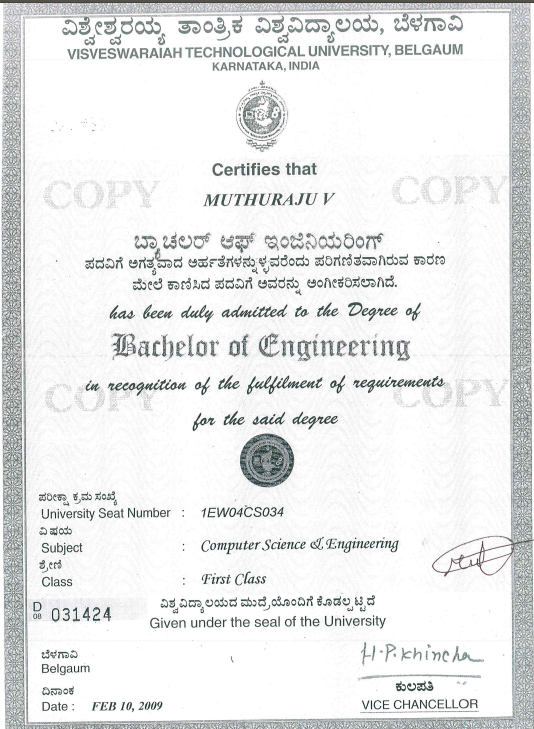 ವಿಶ್ವೇಶ್ವರಯ್ಯ ತಾಂತ್ರಿಕ ವಿಶ್ವವಿದ್ಯಾಲಯ, ಬೆಳಗಾವಿ
VISVESWARAIAH TECHNOLOGICAL UNIVERSITY, BELGAUM
KARNATAKA, INDIA
Certifies that
COPY COPY
MUTHURAJU V
ಬ್ಯಾಚಲರ್ ಆಫ್ ಇಂಜಿನಿಯರಿಂಗ್
ಪದವಿಗೆ ಅಗತ್ಯವಾದ ಅರ್ಹತೆಗಳನ್ನುಳ್ಳವರೆಂದು ಪರಿಗಣಿತವಾಗಿರುವ ಕಾರಣ
ಮೇಲೆ ಕಾಣಿಸಿದ ಪದವಿಗೆ ಅವರನ್ನು ಅಂಗೀಕರಿಸಲಾಗಿದೆ.
has been duly admitted to the Degree of
Bachelor of Engineering
in recognition of the fulfilment of requirements
COPY COPY
for the said degree
ಪರೀಕ್ಷಾ ಕ್ರಮ ಸಂಖ್ಯೆ
University Seat Number : 1EW04CS034
ವಿಷಯ
Subject : Computer Science & Engineering
ಶ್ರೇಣಿ
Class : First Class
D 08 031424
ವಿಶ್ವವಿದ್ಯಾಲಯದ ಮುದ್ರೆಯೊಂದಿಗೆ ಕೊಡಲ್ಪಟ್ಟಿದೆ
Given under the seal of the University
ಬೆಳಗಾವಿ
Belgaum
H.P.Khincha
ದಿನಾಂಕ
Date : FEB 10, 2009
ಕುಲಪತಿ
VICE CHANCELLOR